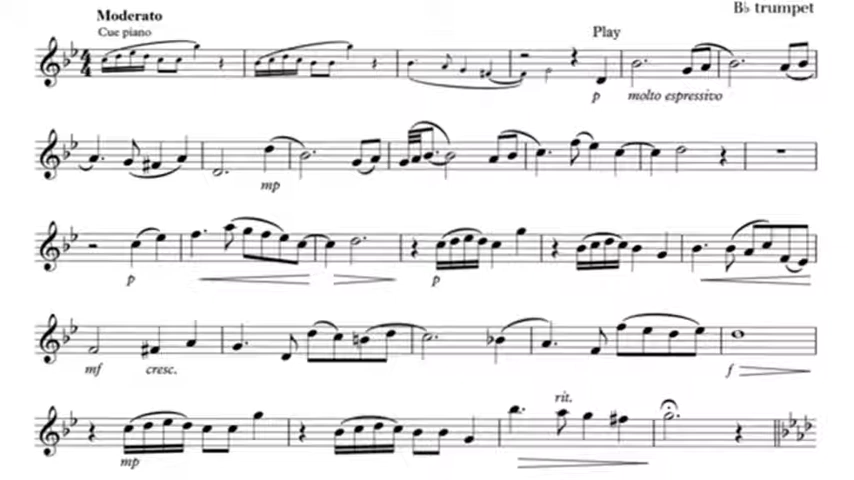 B♭ trumpet
Moderato
Cue piano
Play
p molto espressivo
mp
p
p
mf cresc.
f
rit.
mp